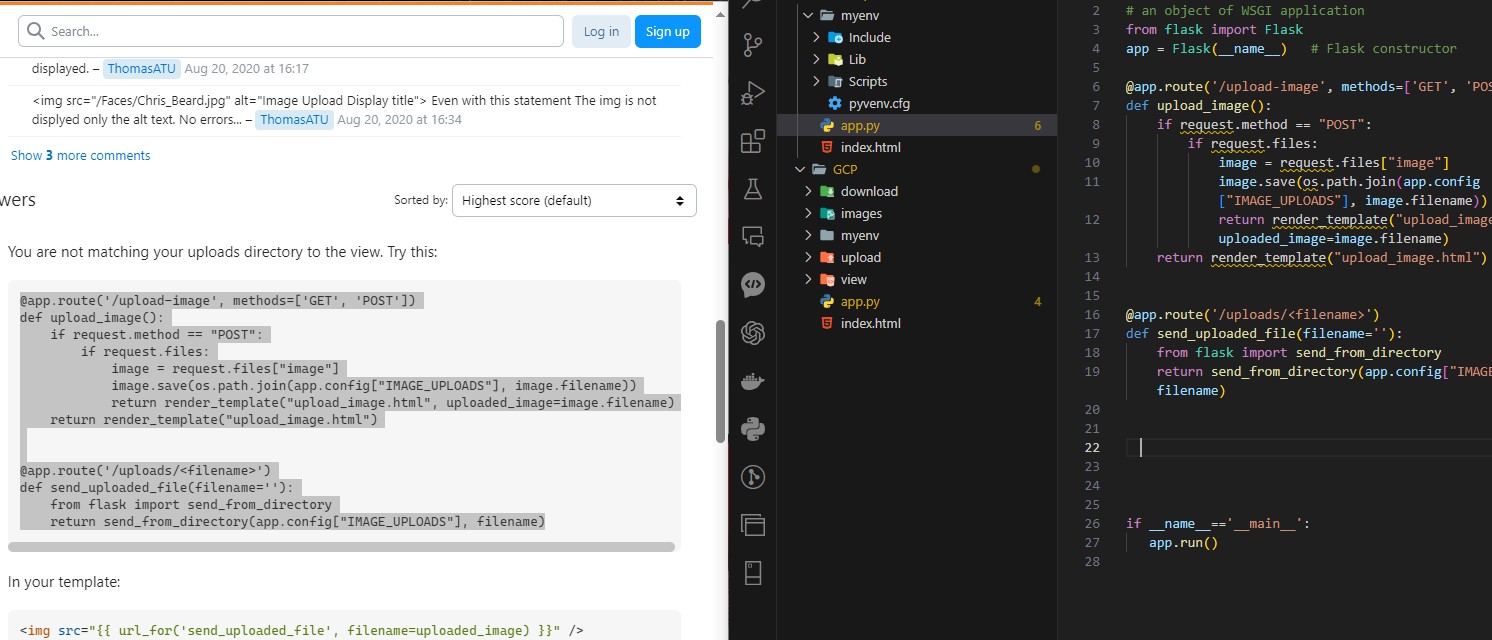 Search...
Log in
Sign up
displayed. – ThomasATU Aug 20, 2020 at 16:17
<img src="/Faces/Chris_Beard.jpg" alt="Image Upload Display title"> Even with this statement The img is not
displyed only the alt text. No errors... – ThomasATU Aug 20, 2020 at 16:34
Show 3 more comments
wers
Sorted by:
Highest score (default)
You are not matching your uploads directory to the view. Try this:
@app.route('/upload-image', methods=['GET', 'POST'])
def upload_image():
    if request.method == "POST":
        if request.files:
            image = request.files["image"]
            image.save(os.path.join(app.config["IMAGE_UPLOADS"], image.filename))
            return render_template("upload_image.html", uploaded_image=image.filename)
    return render_template("upload_image.html")
@app.route('/uploads/<filename>')
def send_uploaded_file(filename=''):
    from flask import send_from_directory
    return send_from_directory(app.config["IMAGE_UPLOADS"], filename)
In your template:
<img src="{{ url_for('send_uploaded_file', filename=uploaded_image) }}" />
myenv
Include
Lib
Scripts
pyvenv.cfg
app.py 6
index.html
GCP
download
images
myenv
upload
view
app.py 4
index.html
2 # an object of WSGI application
3 from flask import Flask
4 app = Flask(__name__)   # Flask constructor
5
6 @app.route('/upload-image', methods=['GET', 'POS
7 def upload_image():
8     if request.method == "POST":
9         if request.files:
10             image = request.files["image"]
11             image.save(os.path.join(app.config
["IMAGE_UPLOADS"], image.filename))
12             return render_template("upload_image
uploaded_image=image.filename)
13     return render_template("upload_image.html")
14
15
16 @app.route('/uploads/<filename>')
17 def send_uploaded_file(filename=''):
18     from flask import send_from_directory
19     return send_from_directory(app.config["IMAGE
filename)
20
21
22
23
24
25
26 if __name__=='__main__':
27    app.run()
28